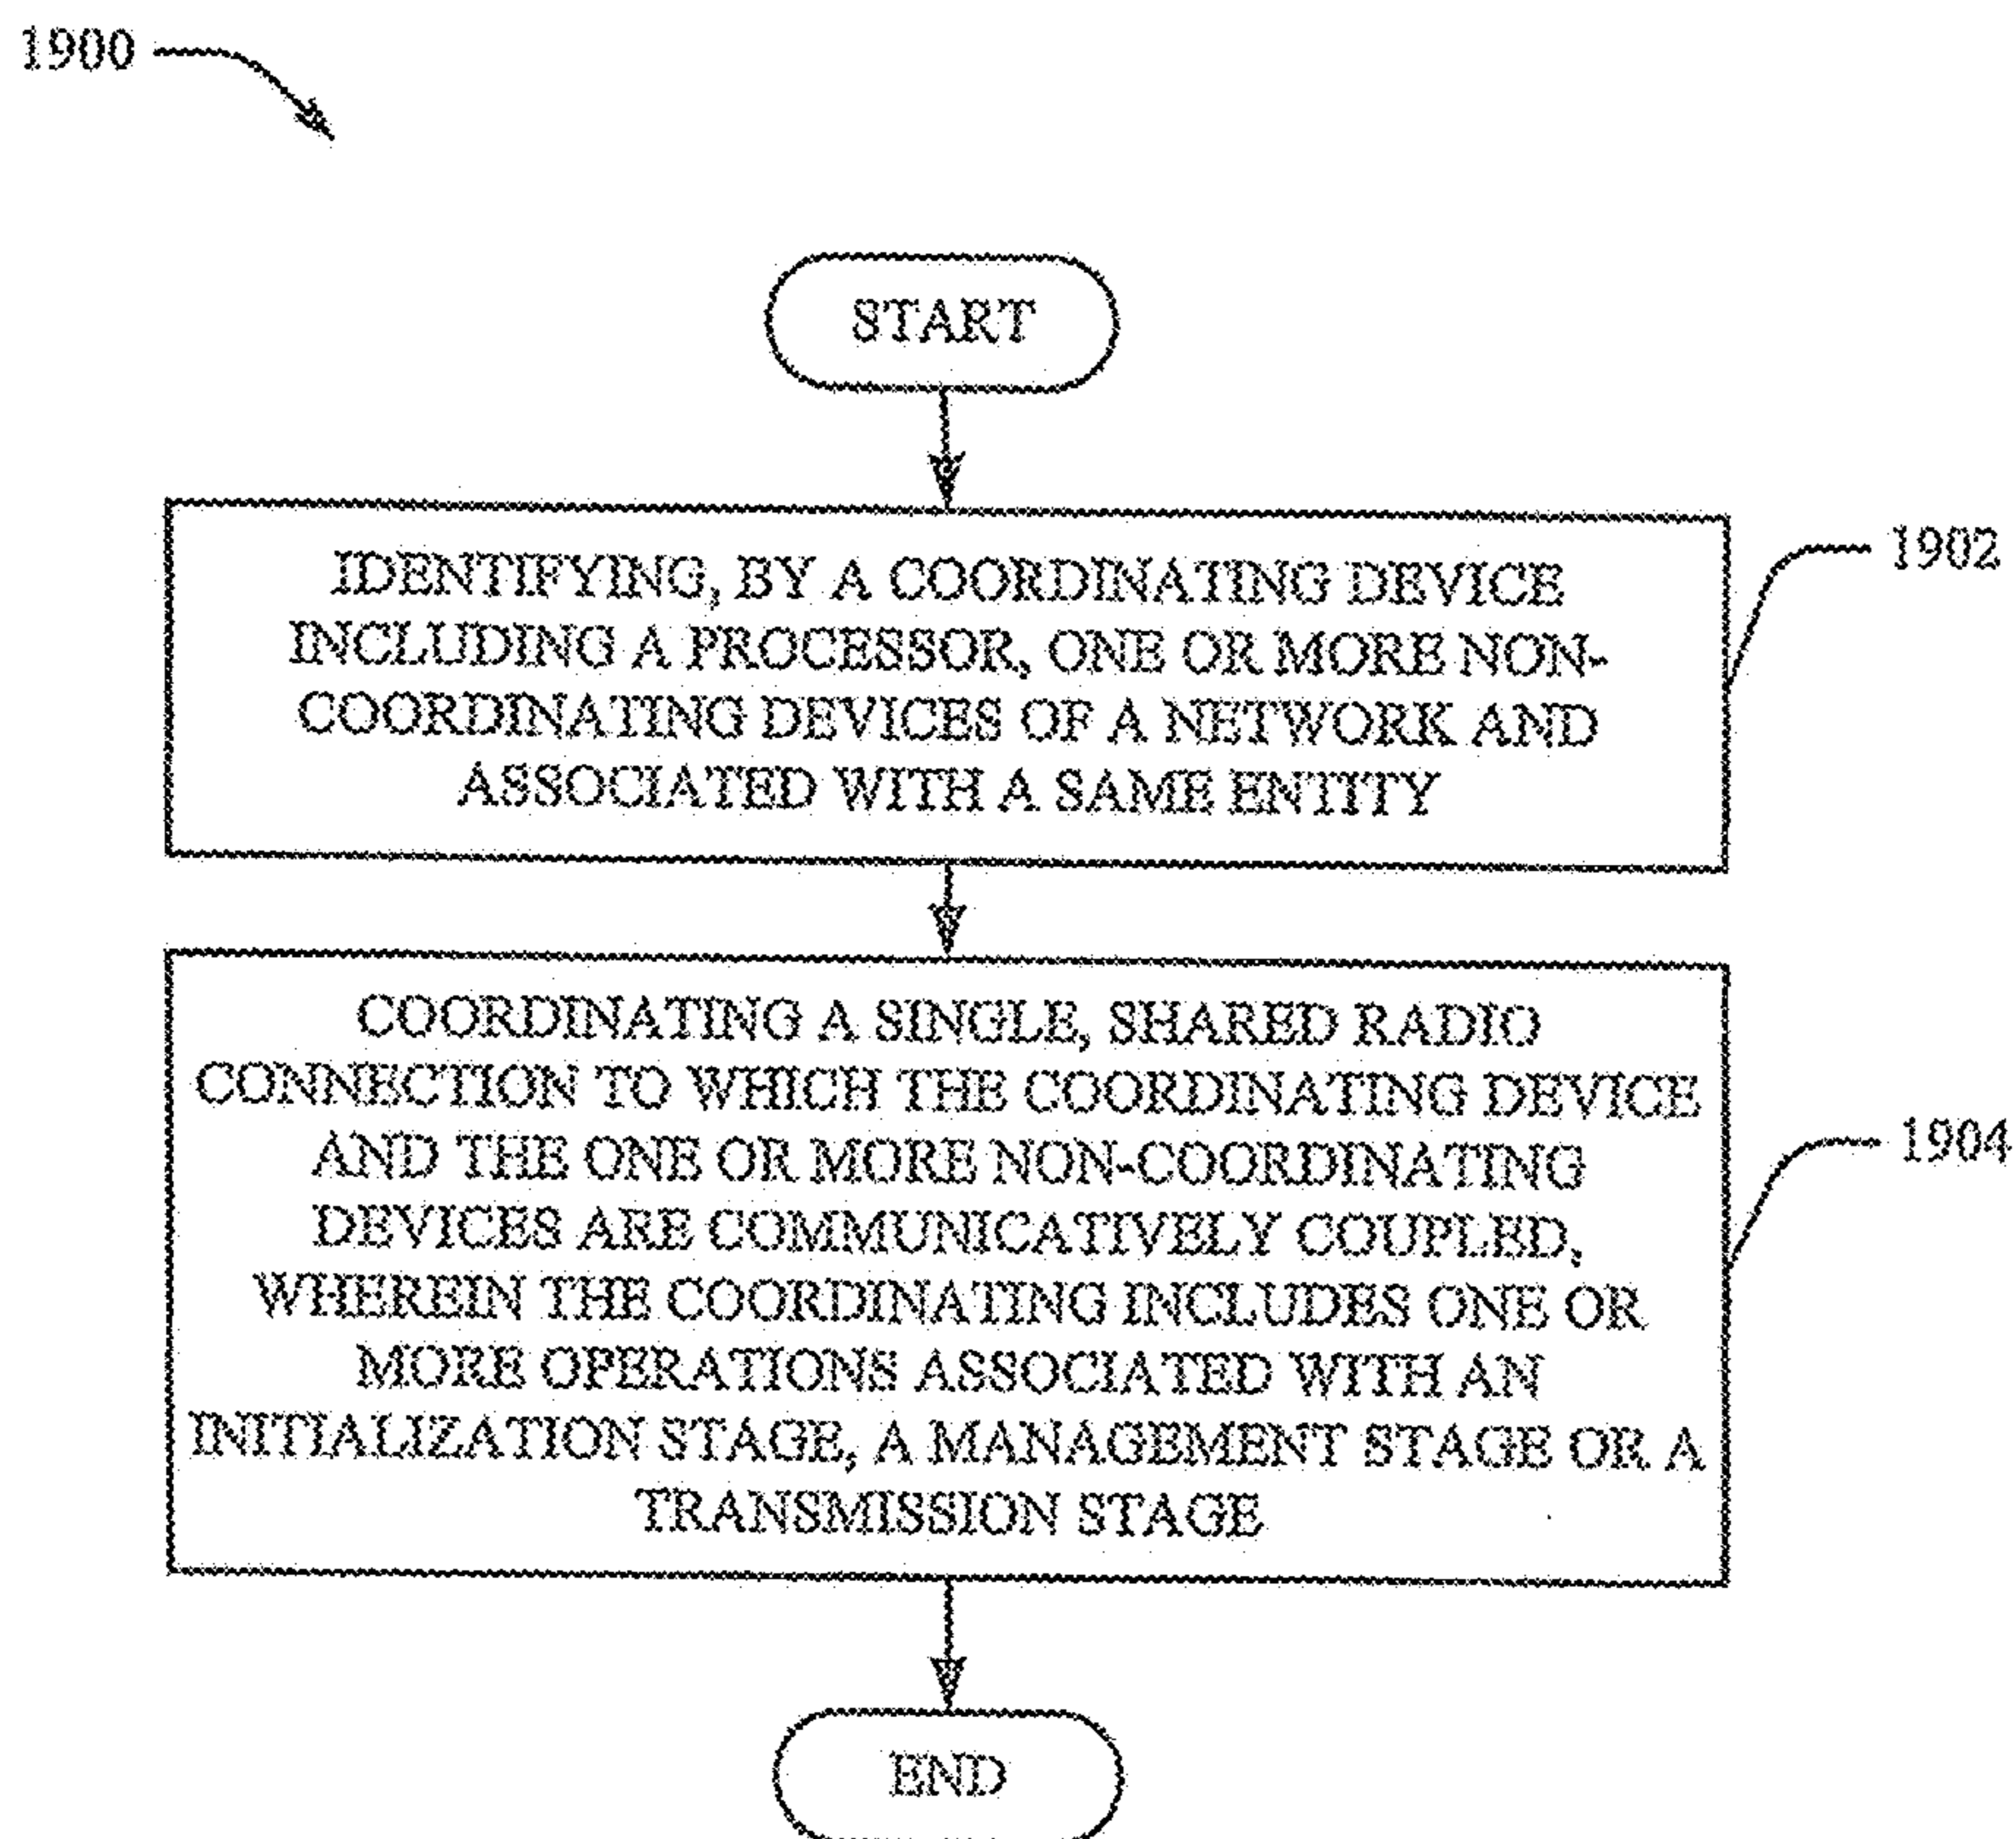 1900
START
IDENTIFYING, BY A COORDINATING DEVICE
INCLUDING A PROCESSOR, ONE OR MORE NON-
COORDINATING DEVICES OF A NETWORK AND
ASSOCIATED WITH A SAME ENTITY
1902
COORDINATING A SINGLE, SHARED RADIO
CONNECTION TO WHICH THE COORDINATING DEVICE
AND THE ONE OR MORE NON-COORDINATING
DEVICES ARE COMMUNICATIVELY COUPLED,
WHEREIN THE COORDINATING INCLUDES ONE OR
MORE OPERATIONS ASSOCIATED WITH AN
INITIALIZATION STAGE, A MANAGEMENT STAGE OR A
TRANSMISSION STAGE
1904
END